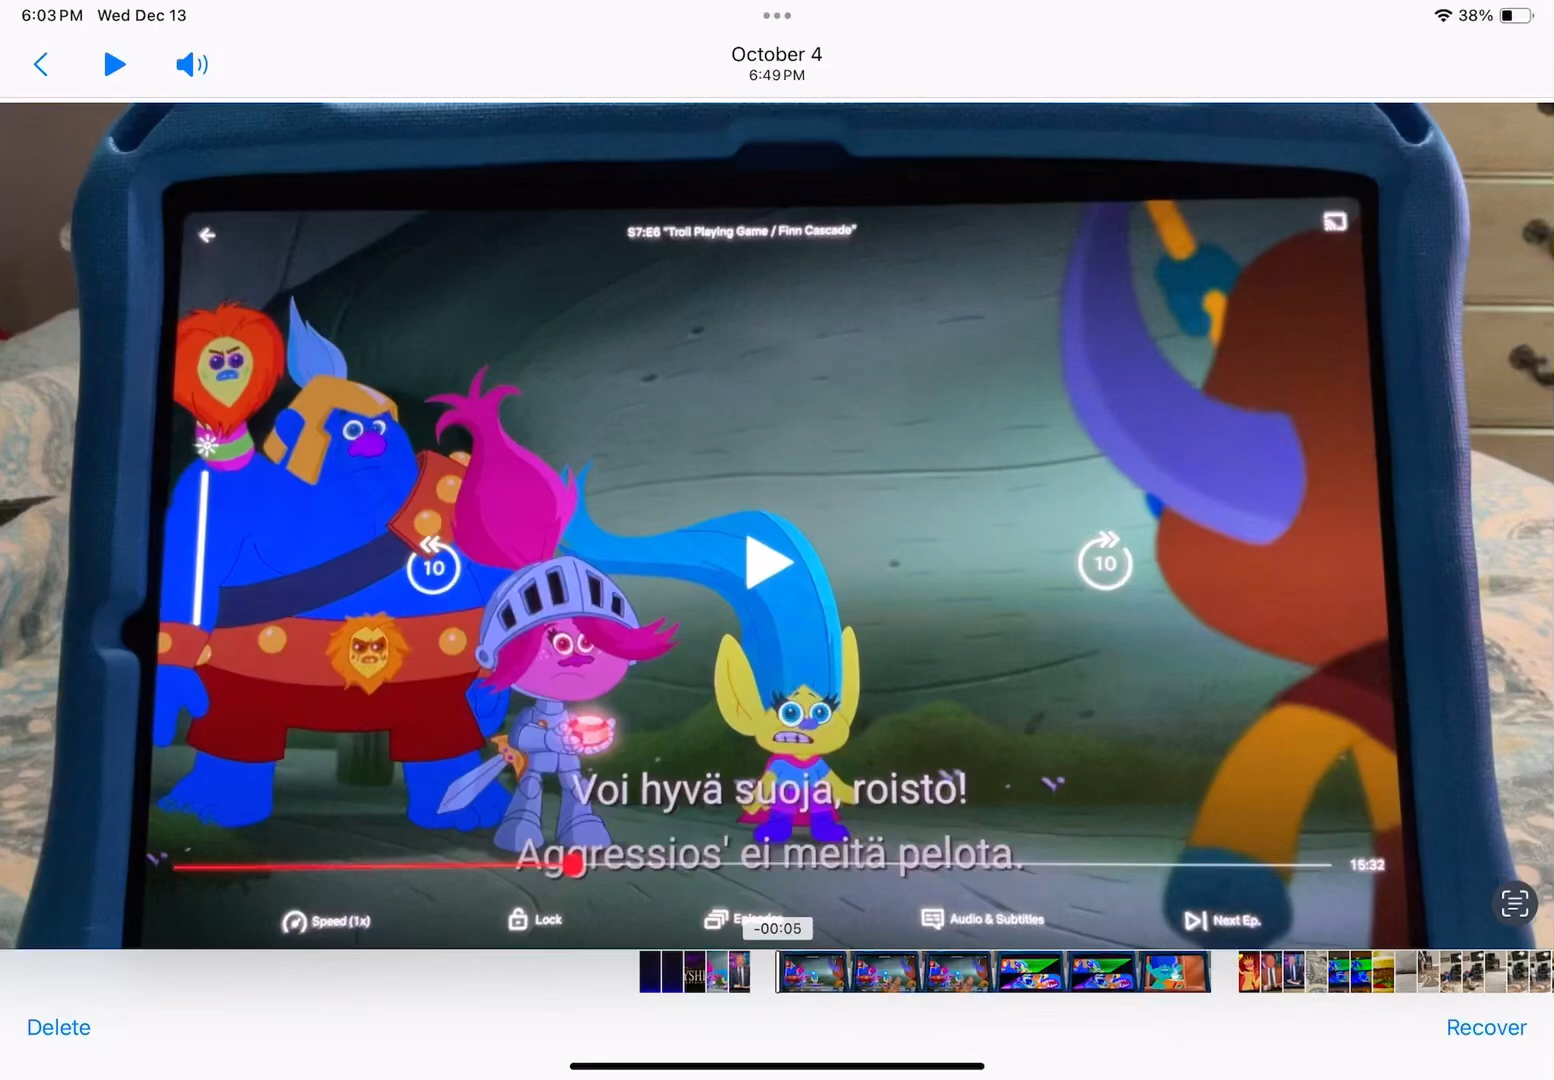 6:03 PM Wed Dec 13
38%
October 4
6:49 PM
S7:E6 "Troll Playing Game / Finn Cascade"
10
10
Voi hyvä suoja, roisto!
Aggressios' ei meitä pelota.
15:32
Speed (1x)
Lock
Episodes
Audio & Subtitles
Next Ep.
-00:05
Delete
Recover